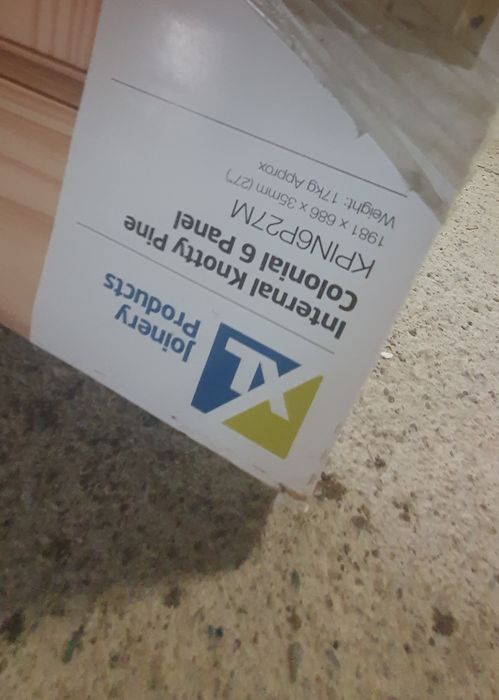 XL
Joinery
Products
Internal Knotty Pine
Colonial 6 Panel
KPIN6P27M
1981 x 686 x 35mm (27")
Weight: 17kg Approx